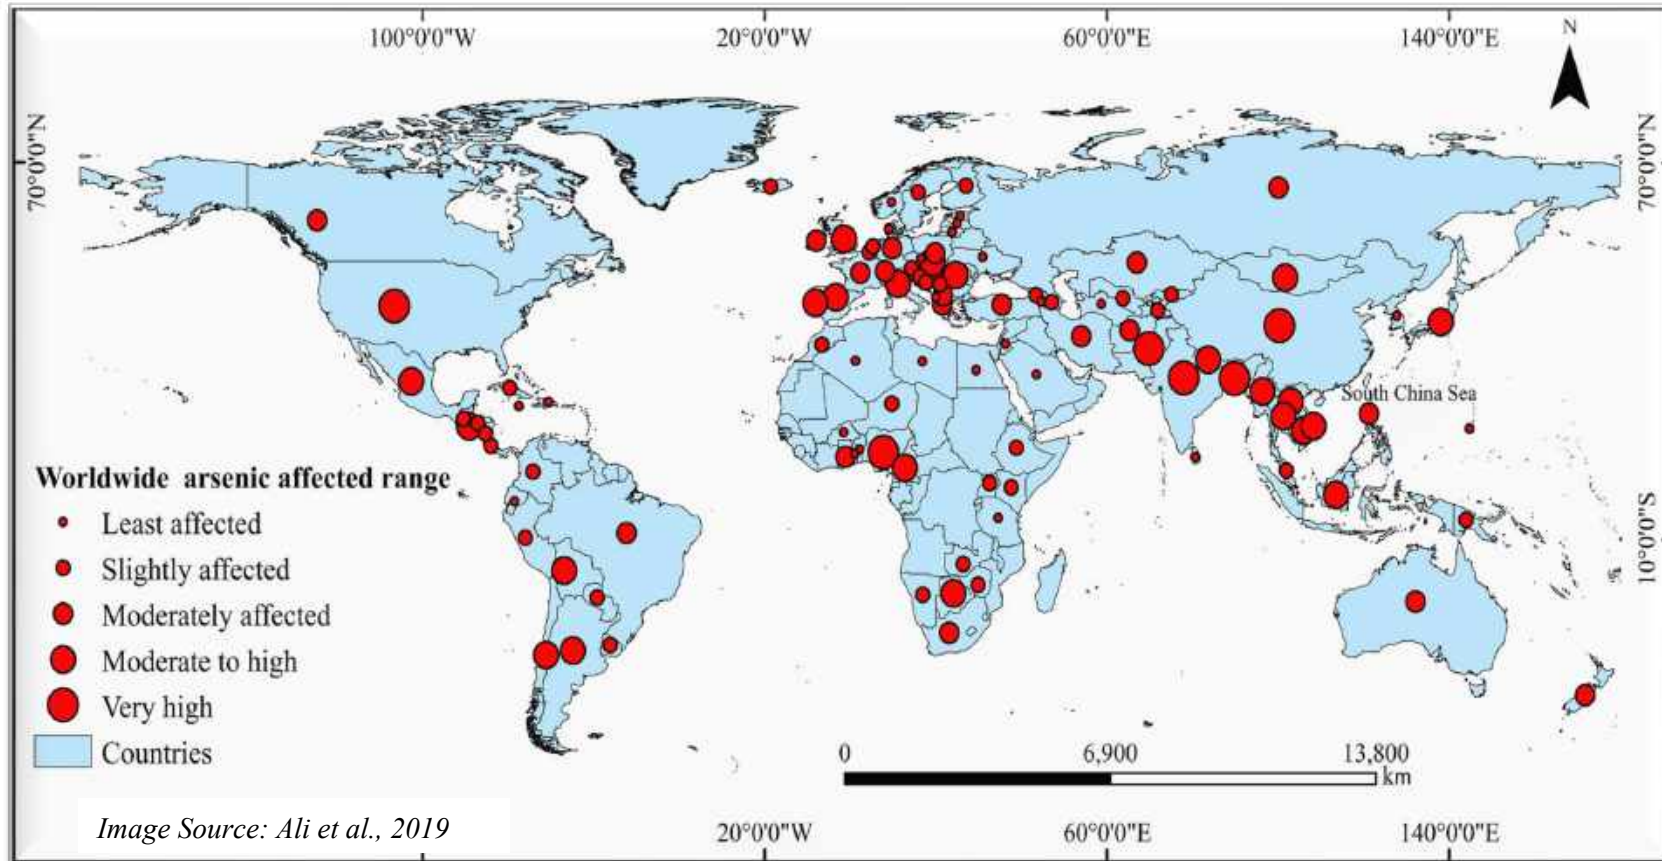 100°0'0"W 20°0'0"W 60°0'0"E 140°0'0"E
N
70°0'0"N 70°0'0"N
South China Sea
Worldwide arsenic affected range
Least affected
Slightly affected
Moderately affected
Moderate to high
Very high
Countries
10°0'0"S
0 6,900 13,800
km
Image Source: Ali et al., 2019
20°0'0"W 60°0'0"E 140°0'0"E